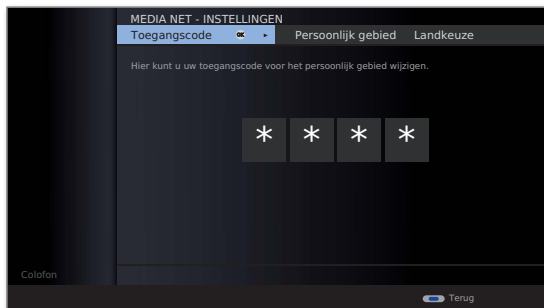 MEDIA NET - INSTELLINGEN
Toegangscode OK Persoonlijk gebied Landkeuze
Hier kunt u uw toegangscode voor het persoonlijk gebied wijzigen.
* * * *
Colofon
Terug